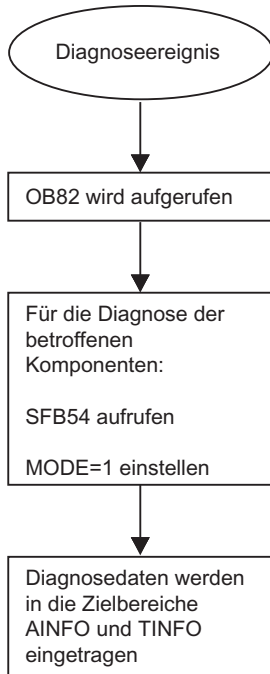 Diagnoseereignis
OB82 wird aufgerufen
Für die Diagnose der
betroffenen
Komponenten:
SFB54 aufrufen
MODE=1 einstellen
Diagnosedaten werden
in die Zielbereiche
AINFO und TINFO
eingetragen